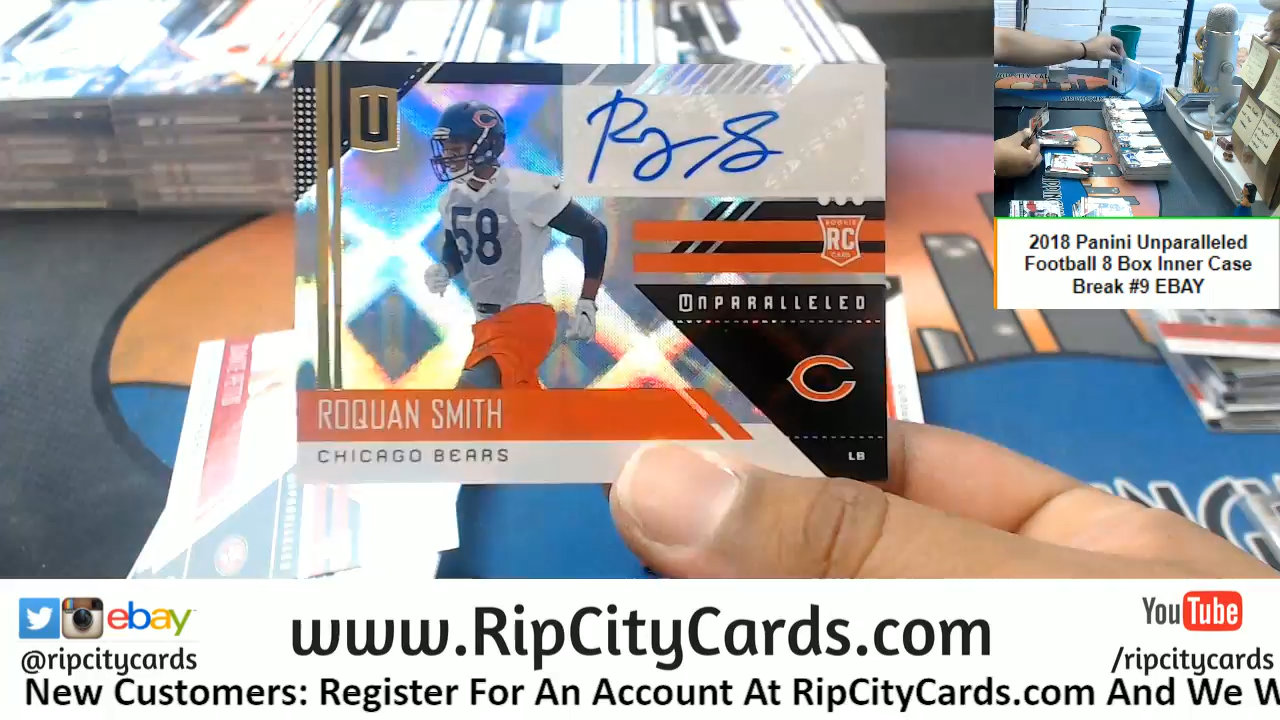 U
58
ROOKIE
RC
CARD
UNPARALLELED
ROQUAN SMITH
CHICAGO BEARS
LB
2018 Panini Unparalleled
Football 8 Box Inner Case
Break #9 EBAY
ebay
@ripcitycards
www.RipCityCards.com
YouTube
/ripcitycards
New Customers: Register For An Account At RipCityCards.com And We W